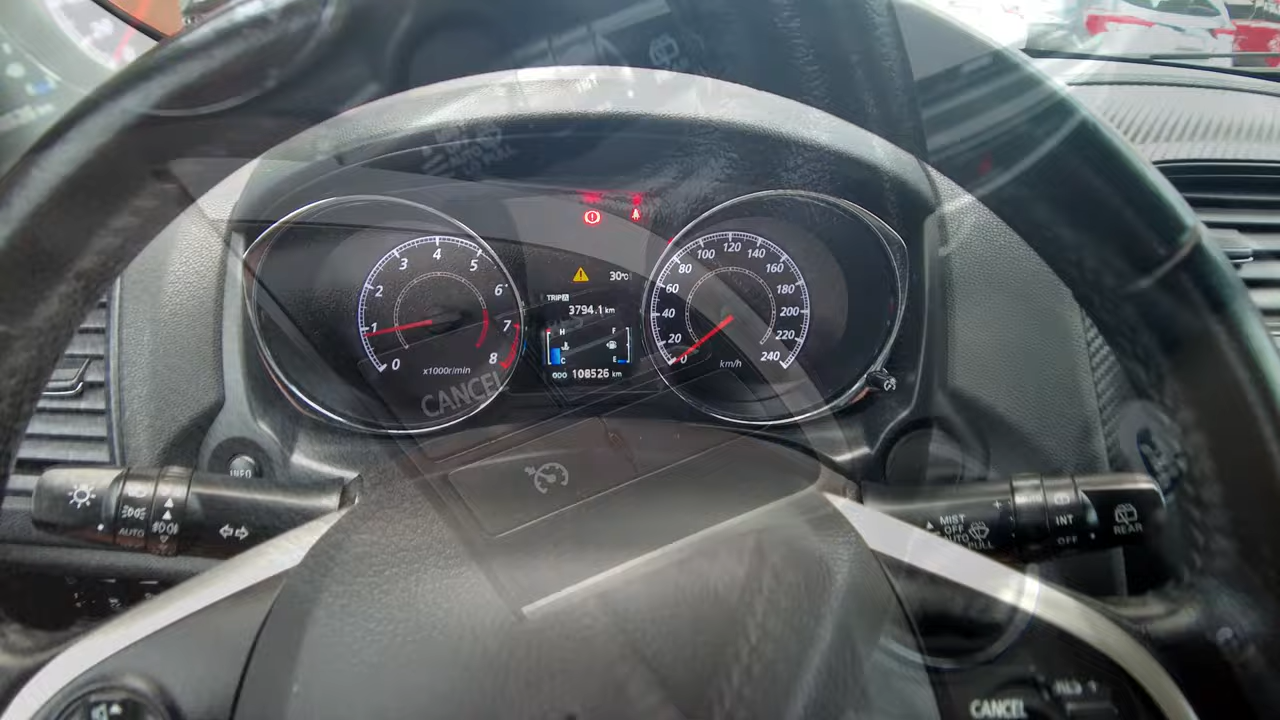 0 1 2 3 4 5 6 7 8
x1000r/min
30°C
TRIP A
3794.1 km
H F
C E
ODO 108526 km
0 20 40 60 80 100 120 140 160 180 200 220 240
km/h
CANCEL
INFO
AUTO
MIST
OFF
AUTO
PULL
INT
OFF
REAR
CANCEL